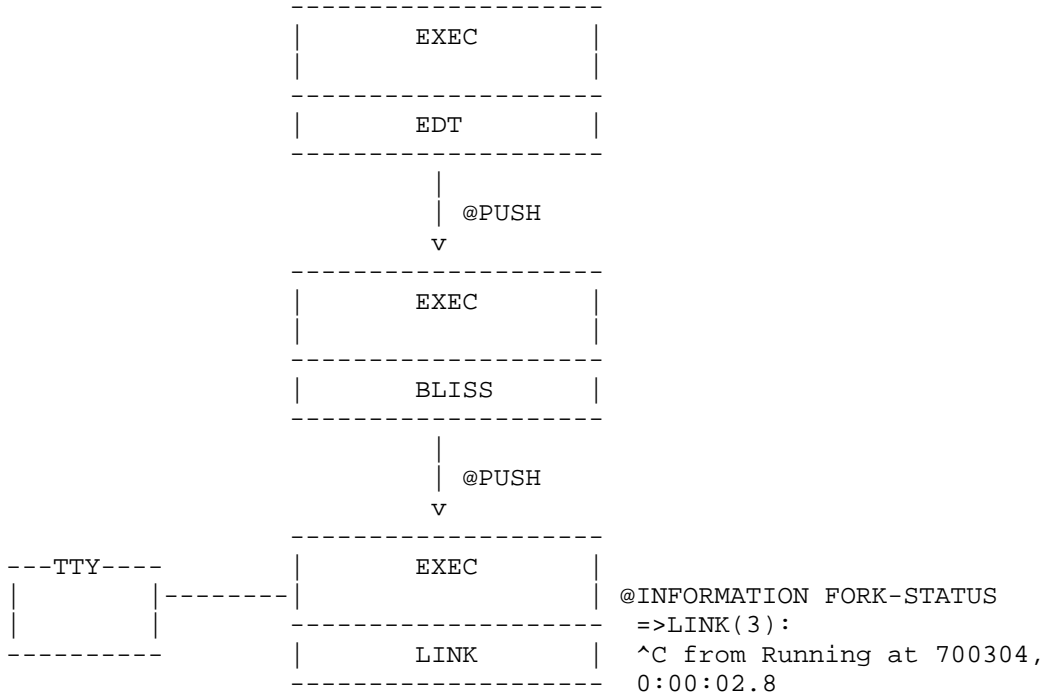 EXEC
EDT
@PUSH
v
EXEC
BLISS
@PUSH
v
---TTY----
EXEC
@INFORMATION FORK-STATUS
=>LINK(3):
LINK
^C from Running at 700304,
0:00:02.8